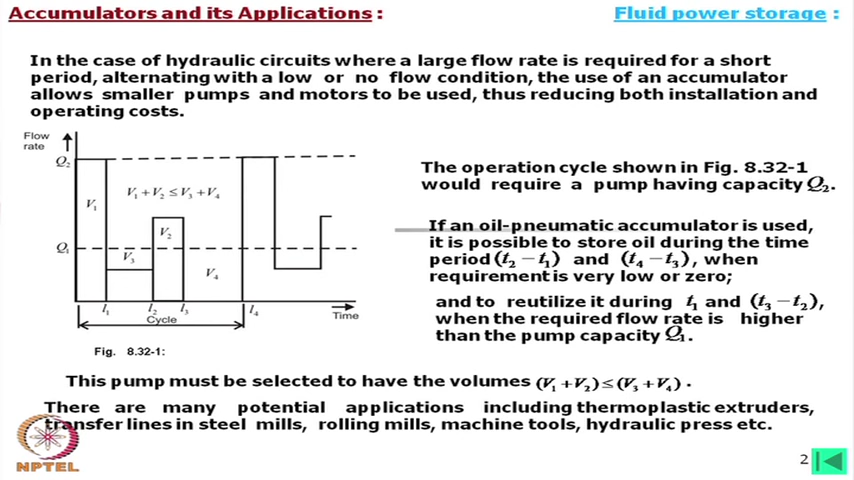 Accumulators and its Applications :
Fluid power storage :
In the case of hydraulic circuits where a large flow rate is required for a short
period, alternating with a low or no flow condition, the use of an accumulator
allows smaller pumps and motors to be used, thus reducing both installation and
operating costs.
Flow
rate
Q₂
V₁
V₁ + V₂ ≤ V₃ + V₄
V₂
Q₁
V₃
V₄
l₁ l₂ l₃ l₄
Cycle
Time
Fig. 8.32-1:
The operation cycle shown in Fig. 8.32-1
would require a pump having capacity Q₂.
If an oil-pneumatic accumulator is used,
it is possible to store oil during the time
period (t₂ − t₁) and (t₄ − t₃), when
requirement is very low or zero;
and to reutilize it during t₁ and (t₃ − t₂),
when the required flow rate is higher
than the pump capacity Q₁.
This pump must be selected to have the volumes (V₁ + V₂) ≤ (V₃ + V₄).
There are many potential applications including thermoplastic extruders,
transfer lines in steel mills, rolling mills, machine tools, hydraulic press etc.
NPTEL
2